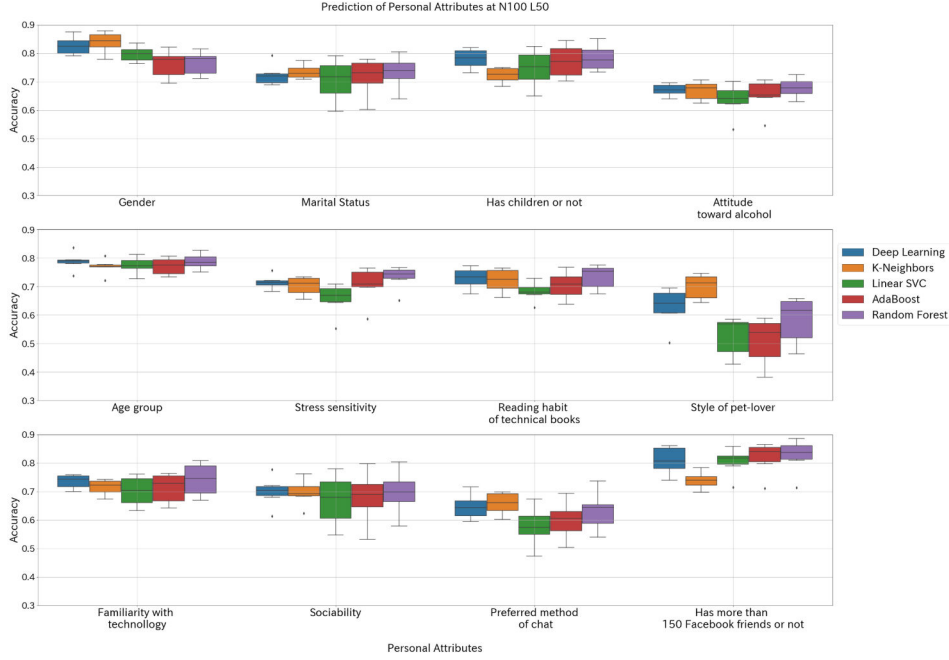 Prediction of Personal Attributes at N100 L50
0.9
0.8
0.7
0.6
0.5
0.4
0.3
Accuracy
Gender
Marital Status
Has children or not
Attitude
toward alcohol
0.9
0.8
0.7
0.6
0.5
0.4
0.3
Accuracy
Age group
Stress sensitivity
Reading habit
of technical books
Style of pet-lover
Deep Learning
K-Neighbors
Linear SVC
AdaBoost
Random Forest
0.9
0.8
0.7
0.6
0.5
0.4
0.3
Accuracy
Familiarity with
technollogy
Sociability
Preferred method
of chat
Has more than
150 Facebook friends or not
Personal Attributes